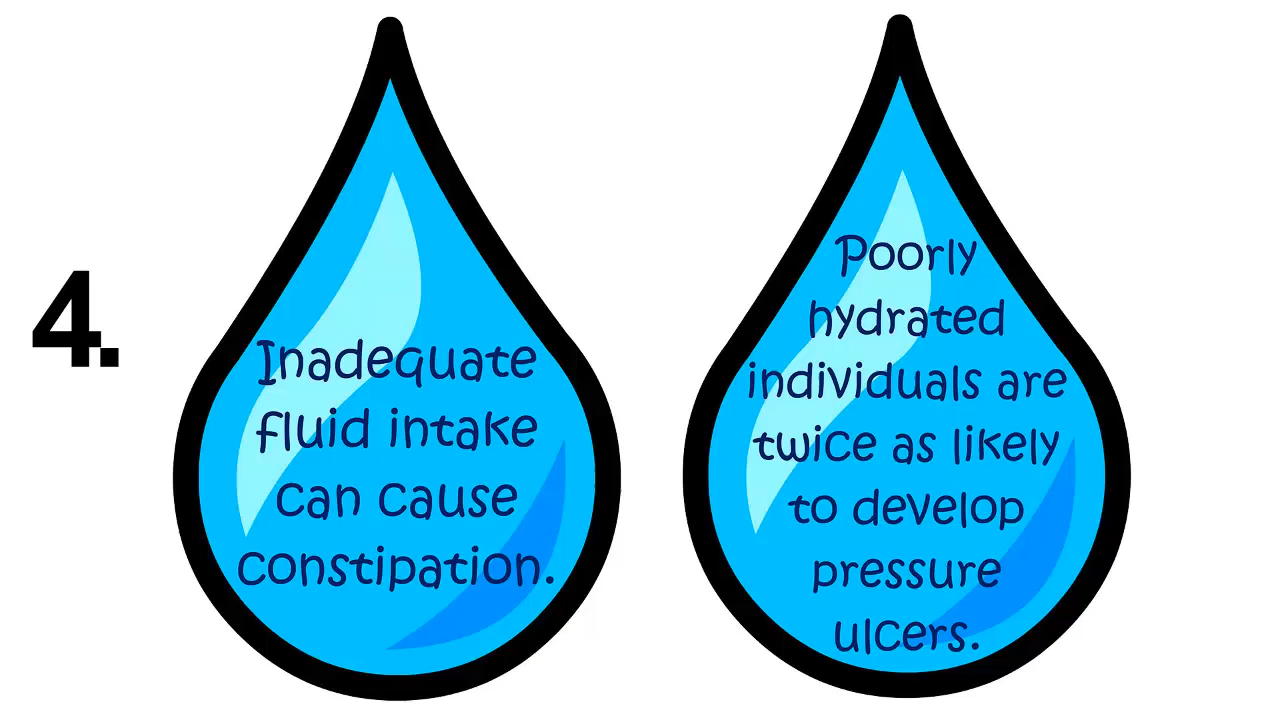 4.
Inadequate
fluid intake
can cause
constipation.
Poorly
hydrated
individuals are
twice as likely
to develop
pressure
ulcers.